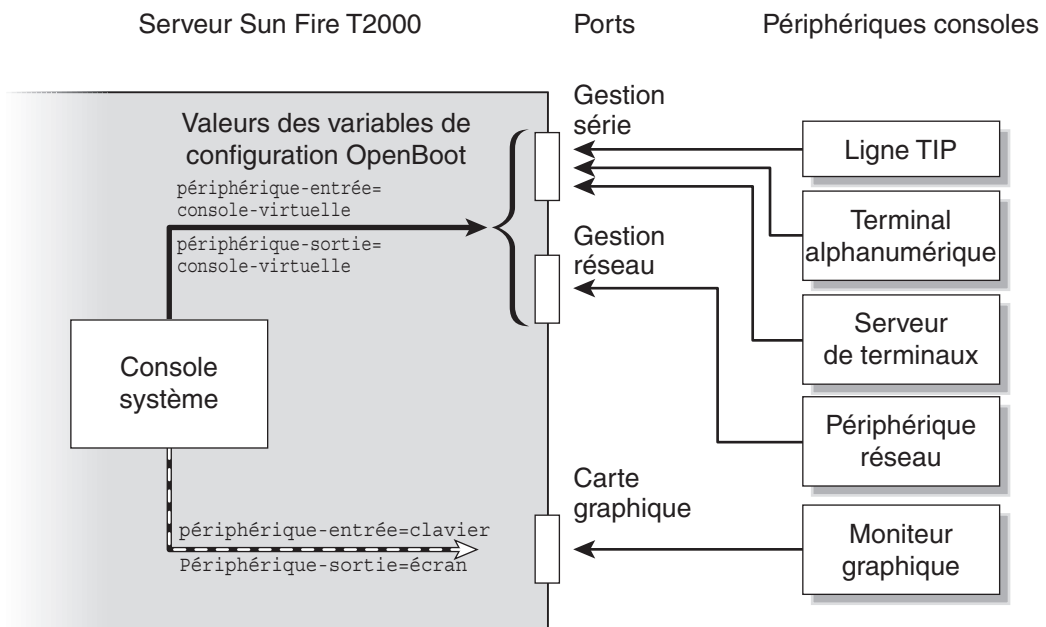 Serveur Sun Fire T2000
Ports
Périphériques consoles
Valeurs des variables de
configuration OpenBoot
périphérique-entrée=
console-virtuelle
périphérique-sortie=
console-virtuelle
Console
système
périphérique-entrée=clavier
Périphérique-sortie=écran
Gestion
série
Gestion
réseau
Carte
graphique
Ligne TIP
Terminal
alphanumérique
Serveur
de terminaux
Périphérique
réseau
Moniteur
graphique